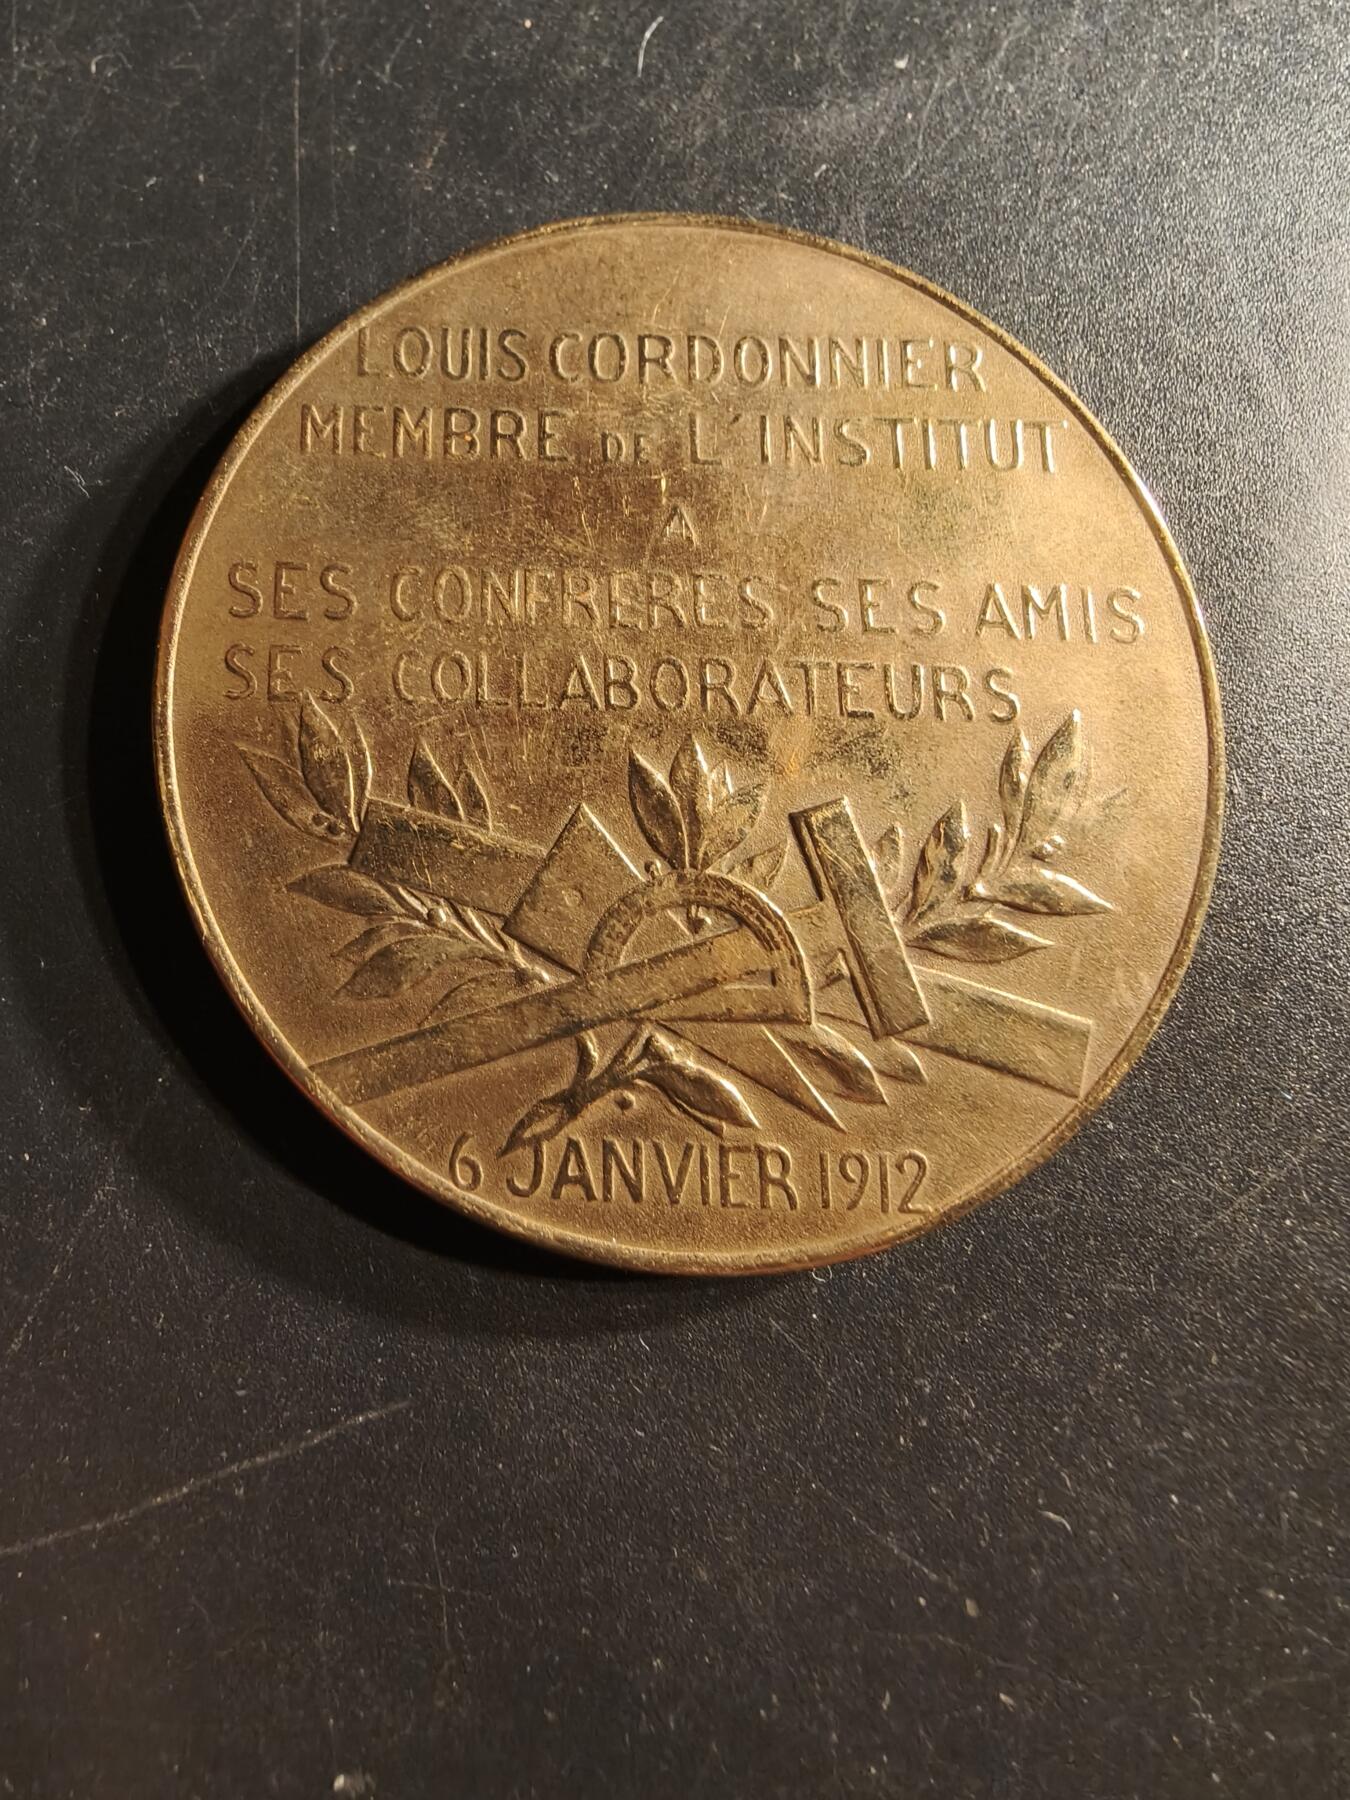 LOUIS CORDONNIER
MEMBRE DE L'INSTITUT
A
SES CONFRERES SES AMIS
SES COLLABORATEURS
6 JANVIER 1912